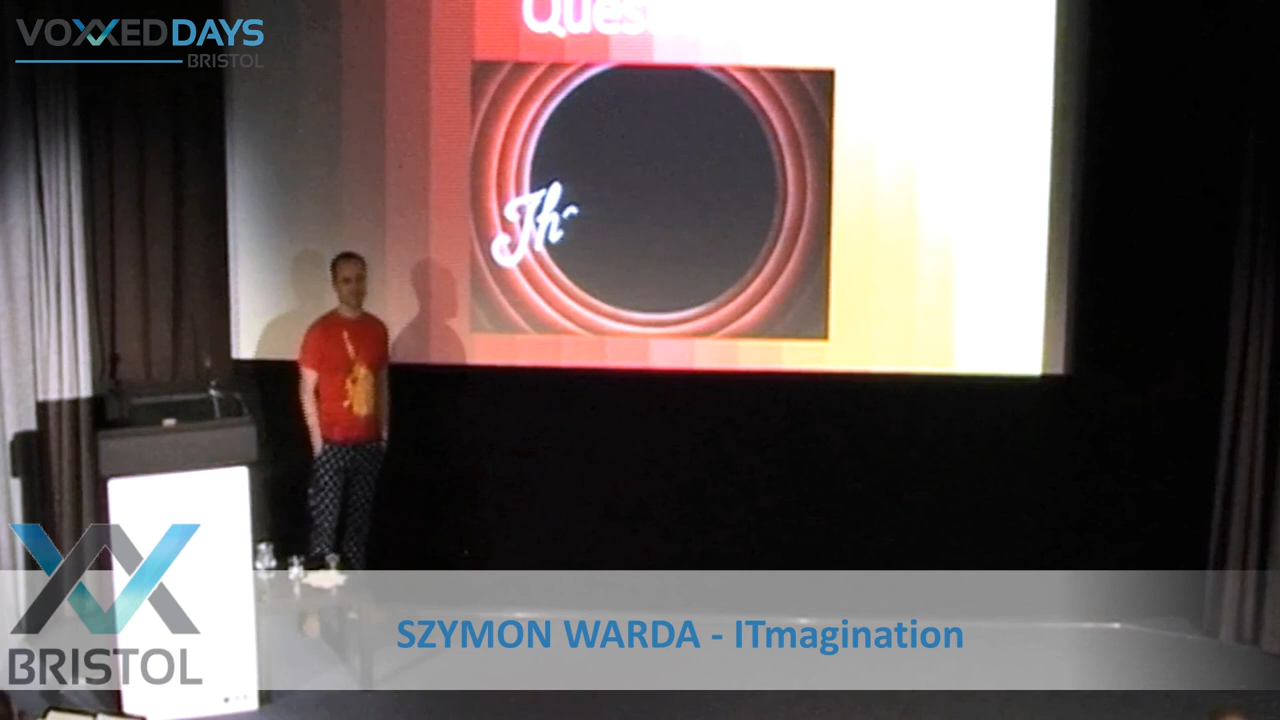 VOXXEDDAYS
BRISTOL
Ques
Th
BRISTOL
SZYMON WARDA - ITmagination